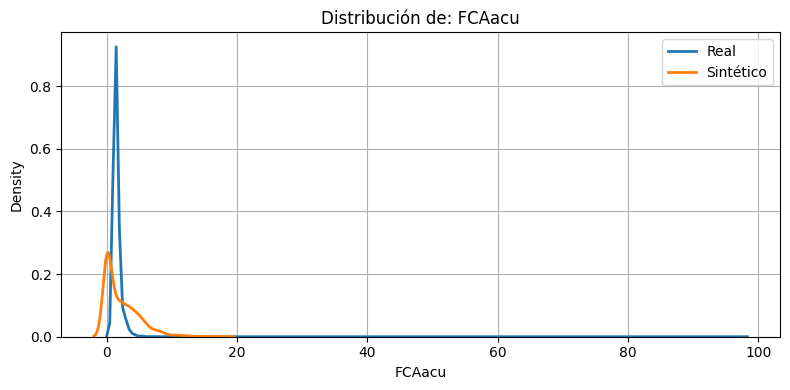 Distribución de: FCAacu
Real
Sintético
Density
0.8
0.6
0.4
0.2
0.0
0 20 40 60 80 100
FCAacu